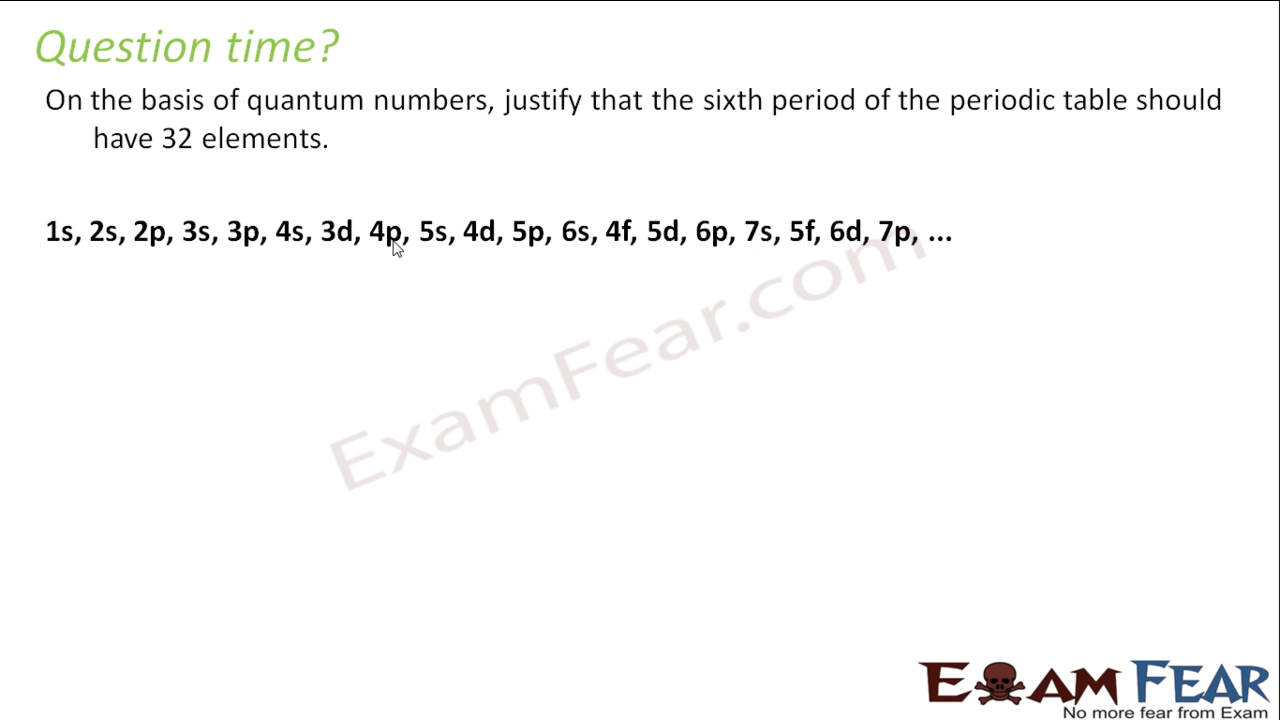 Question time?
On the basis of quantum numbers, justify that the sixth period of the periodic table should
have 32 elements.
1s, 2s, 2p, 3s, 3p, 4s, 3d, 4p, 5s, 4d, 5p, 6s, 4f, 5d, 6p, 7s, 5f, 6d, 7p, ...
ExamFear.com
EXAM FEAR
No more fear from Exam